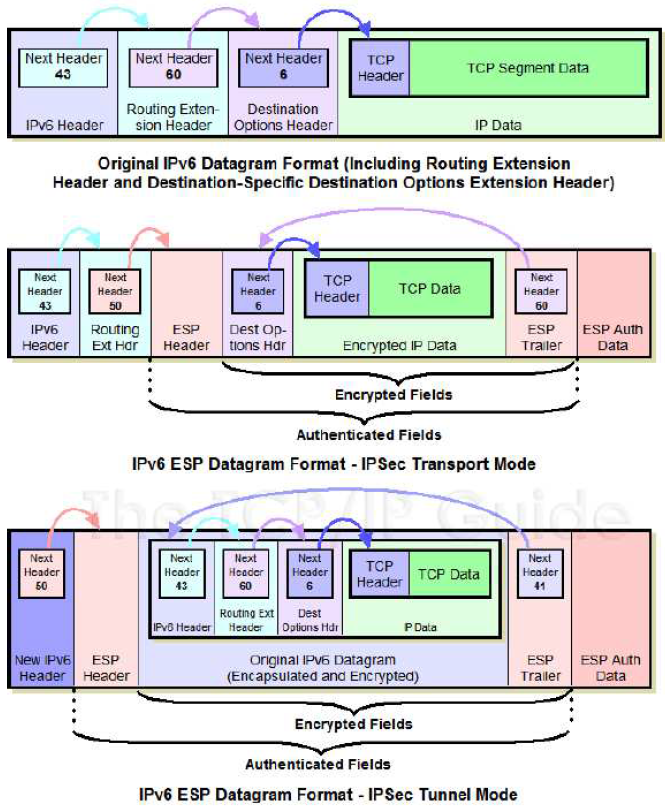 Next Header
43
Next Header
60
Next Header
6
TCP
Header
TCP Segment Data
IPv6 Header
Routing Exten-
sion Header
Destination
Options Header
IP Data
Original IPv6 Datagram Format (Including Routing Extension
Header and Destination-Specific Destination Options Extension Header)
Next
Header
43
Next
Header
50
Next
Header
6
TCP
Header
TCP Data
Next
Header
60
IPv6
Header
Routing
Ext Hdr
ESP
Header
Dest Op-
tions Hdr
Encrypted IP Data
ESP
Trailer
ESP Auth
Data
Encrypted Fields
Authenticated Fields
IPv6 ESP Datagram Format - IPSec Transport Mode
The TCP/IP Guide
Next
Header
50
Next
Header
43
Next
Header
60
Next
Header
6
TCP
Header
TCP Data
Next
Header
41
IPv6 Header
Routing Ext
Header
Dest
Options Hdr
IP Data
New IPv6
Header
ESP
Header
Original IPv6 Datagram
(Encapsulated and Encrypted)
ESP
Trailer
ESP Auth
Data
Encrypted Fields
Authenticated Fields
IPv6 ESP Datagram Format - IPSec Tunnel Mode